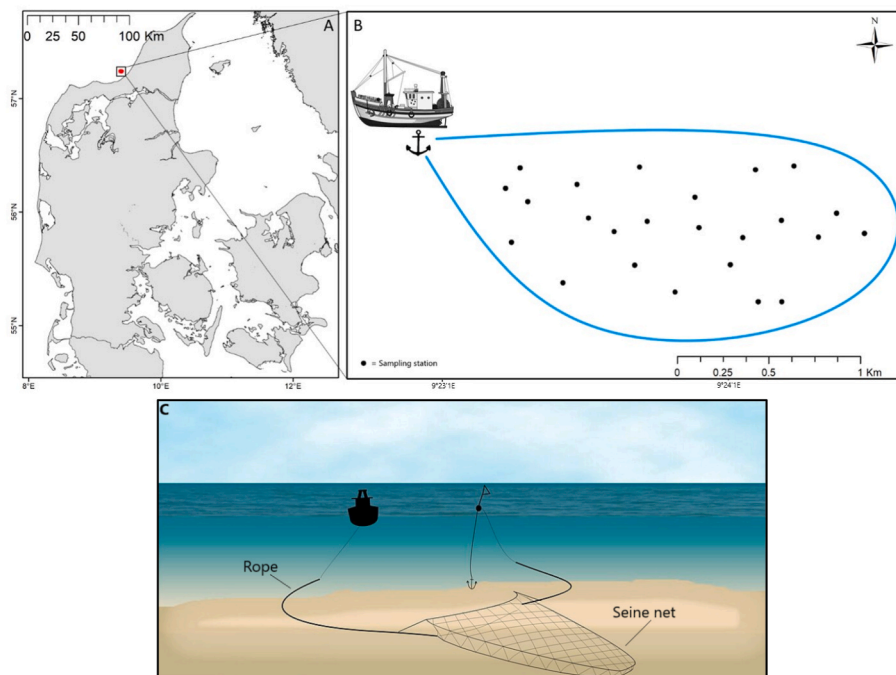 A
0 25 50 100 Km
57°N
56°N
55°N
8°E 10°E 12°E
B
N
● = Sampling station
0 0.25 0.5 1 Km
9°23'1E 9°24'1E
C
Rope
Seine net